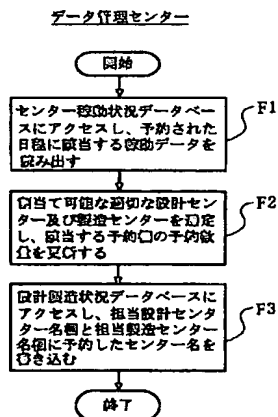 データ管理センター
開始
センター稼動状況データベー
スにアクセスし、予約された
日程に該当する稼動データを
読み出す
F1
割当て可能な適切な設計セン
ター及び製造センターを選定
し、該当する予約欄の予約数
を更新する
F2
設計製造状況データベースに
アクセスし、担当設計センタ
ー名欄と担当製造センター
名欄に予約したセンター名を
書き込む
F3
終了